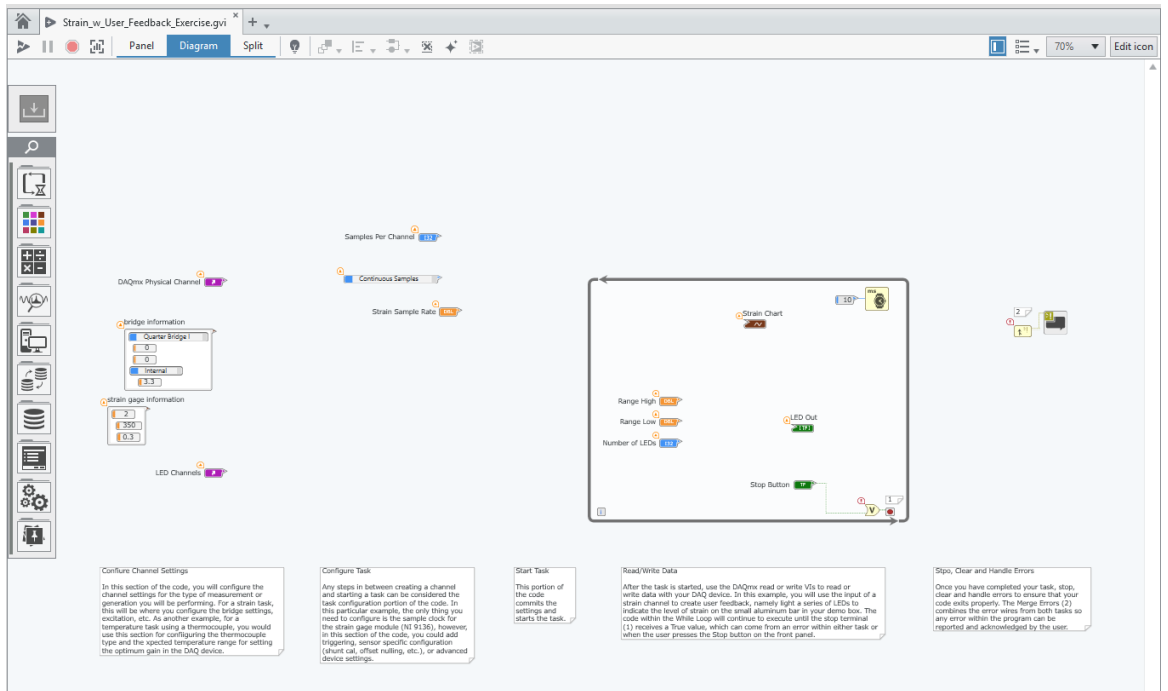 Strain_w_User_Feedback_Exercise.gvi
Panel
Diagram
Split
70%
Edit icon
Samples Per Channel
I32
DAQmx Physical Channel
Continuous Samples
Strain Sample Rate
DBL
bridge information
Quarter Bridge I
0
0
Internal
3.3
strain gage information
2
350
0.3
LED Channels
10
ms
Strain Chart
Range High
DBL
Range Low
DBL
Number of LEDs
I32
LED Out
[TF]
Stop Button
TF
V
1
i
2
Confiure Channel Settings
In this section of the code, you will configure the
channel settings for the type of measurement or
generation you will be performing. For a strain task,
this will be where you configure the bridge settings,
excitation, etc. As another example, for a
temperature task using a thermocouple, you would
use this section for configiuring the thermocouple
type and the xpected temperature range for setting
the optimum gain in the DAQ device.
Configure Task
Any steps in between creating a channel
and starting a task can be considered the
task configuration portion of the code. In
this particular example, the only thing you
need to configure is the sample clock for
the strain gage module (NI 9136), however,
in this section of the code, you could add
triggering, sensor specific configuration
(shunt cal, offset nulling, etc.), or advanced
device settings.
Start Task
This portion of
the code
commits the
settings and
starts the task.
Read/Write Data
After the task is started, use the DAQmx read or write VIs to read or
write data with your DAQ device. In this example, you will use the input of a
strain channel to create user feedback, namely light a series of LEDs to
indicate the level of strain on the small aluminum bar in your demo box. The
code within the While Loop will continue to execute until the stop terminal
(1) receives a True value, which can come from an error within either task or
when the user presses the Stop button on the front panel.
Stpo, Clear and Handle Errors
Once you have completed your task, stop,
clear and handle errors to ensure that your
code exits properly. The Merge Errors (2)
combines the error wires from both tasks so
any error within the program can be
reported and acknowledged by the user.